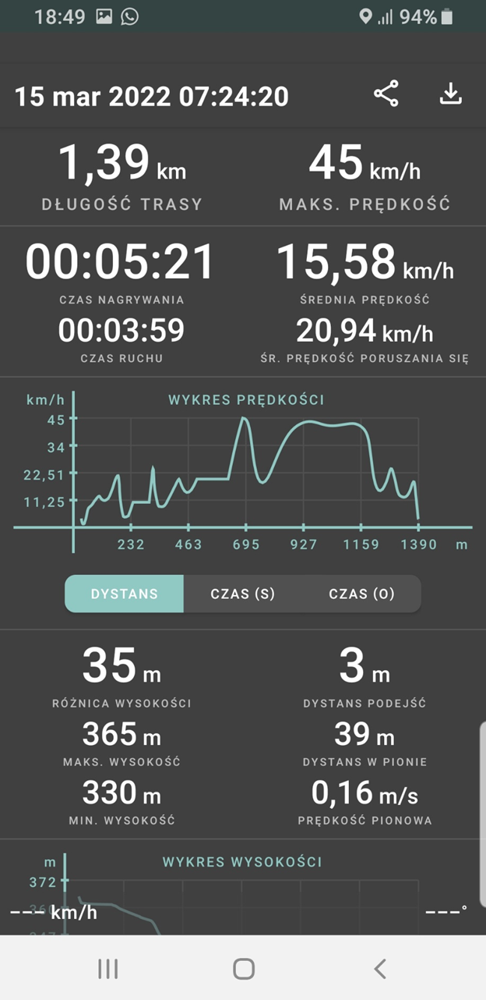 18:49 94%
15 mar 2022 07:24:20
1,39 km 45 km/h
DŁUGOŚĆ TRASY MAKS. PRĘDKOŚĆ
00:05:21 15,58 km/h
CZAS NAGRYWANIA ŚREDNIA PRĘDKOŚĆ
00:03:59 20,94 km/h
CZAS RUCHU ŚR. PRĘDKOŚĆ PORUSZANIA SIĘ
km/h WYKRES PRĘDKOŚCI
45
34
22,51
11,25
232 463 695 927 1159 1390 m
DYSTANS CZAS (S) CZAS (O)
35 m 3 m
RÓŻNICA WYSOKOŚCI DYSTANS PODEJŚĆ
365 m 39 m
MAKS. WYSOKOŚĆ DYSTANS W PIONIE
330 m 0,16 m/s
MIN. WYSOKOŚĆ PRĘDKOŚĆ PIONOWA
m WYKRES WYSOKOŚCI
372
--- km/h ---°